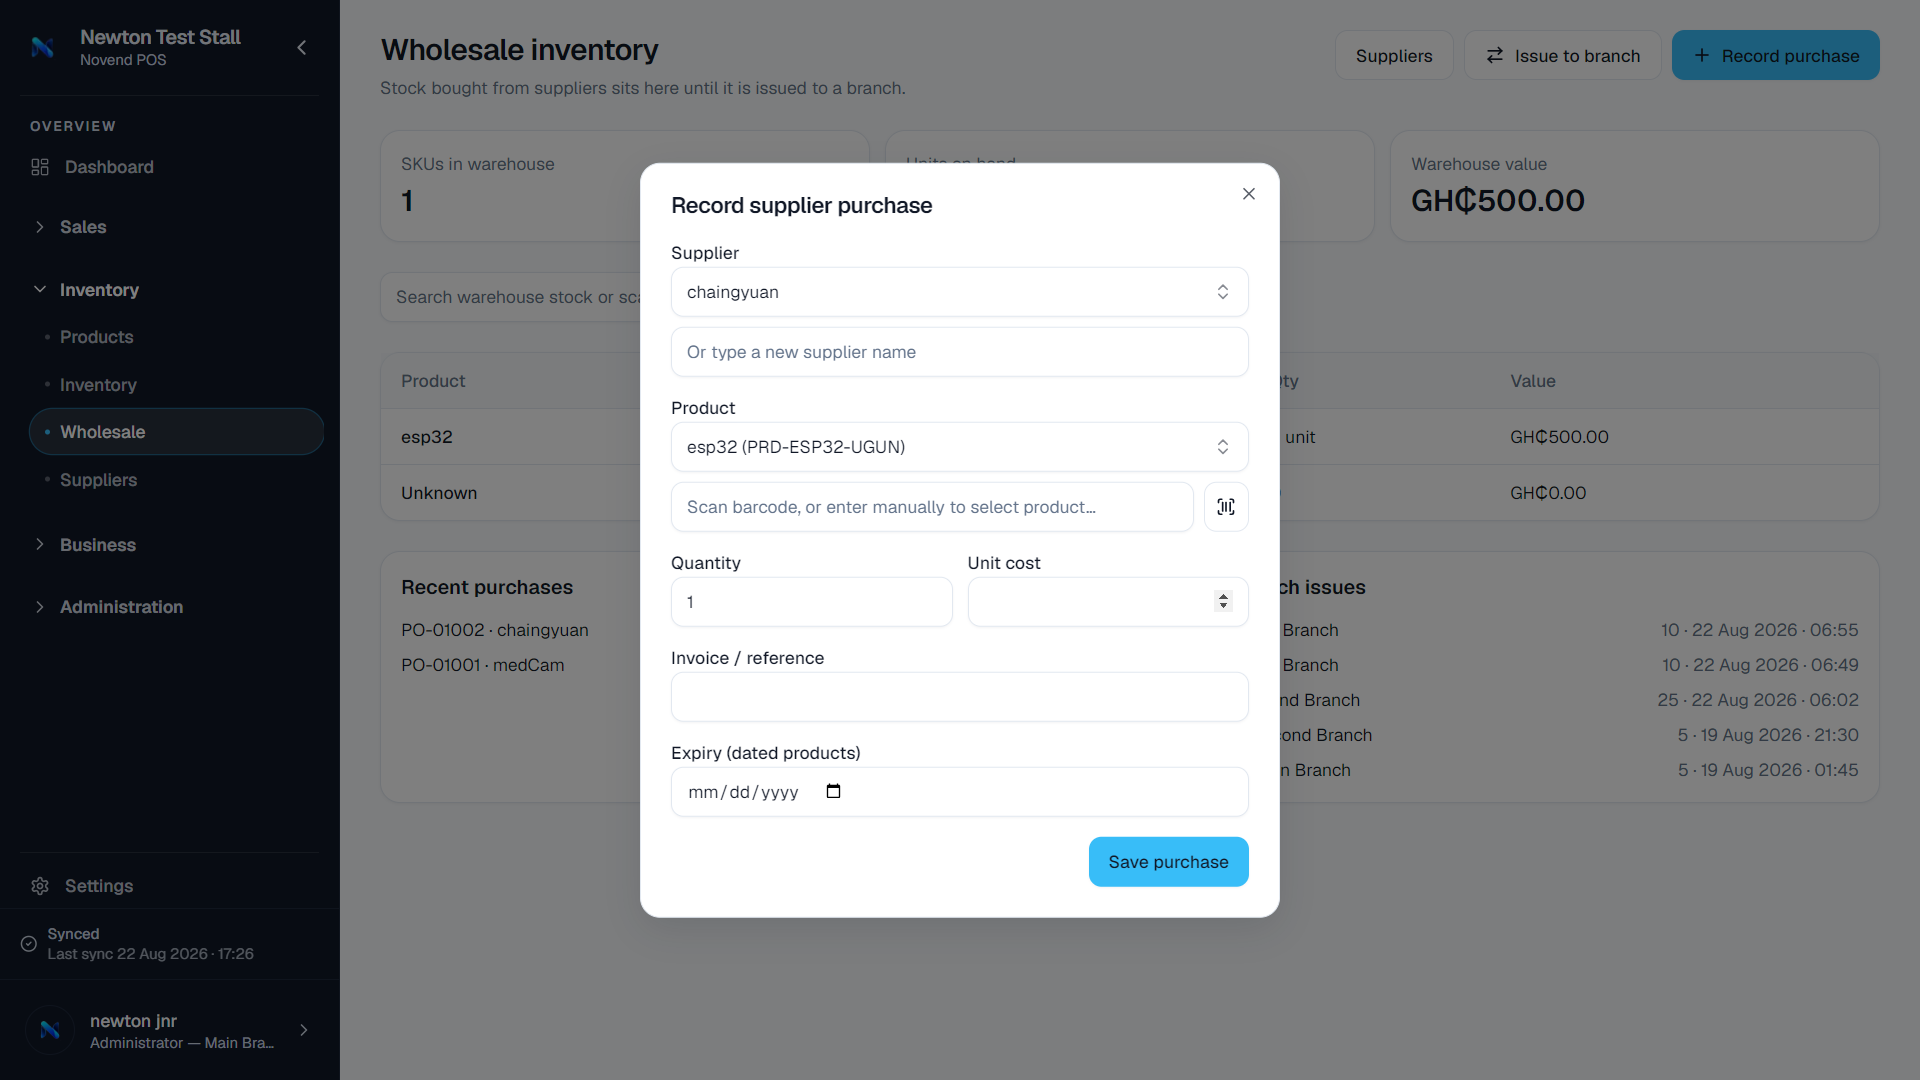 Newton Test Stall
Novend POS
OVERVIEW
Dashboard
Sales
Inventory
Products
Inventory
Wholesale
Suppliers
Business
Administration
Settings
Synced
Last sync 22 Aug 2026 · 17:26
newton jnr
Administrator — Main Bra...
Wholesale inventory
Stock bought from suppliers sits here until it is issued to a branch.
Suppliers
Issue to branch
Record purchase
SKUs in warehouse
1
Units on hand
Warehouse value
GH₵500.00
Search warehouse stock or sca
Product
Qty
Value
esp32
unit
GH₵500.00
Unknown
GH₵0.00
Recent purchases
PO-01002 · chaingyuan
PO-01001 · medCam
ch issues
Branch
10 · 22 Aug 2026 · 06:55
Branch
10 · 22 Aug 2026 · 06:49
nd Branch
25 · 22 Aug 2026 · 06:02
ond Branch
5 · 19 Aug 2026 · 21:30
n Branch
5 · 19 Aug 2026 · 01:45
Record supplier purchase
Supplier
chaingyuan
Or type a new supplier name
Product
esp32 (PRD-ESP32-UGUN)
Scan barcode, or enter manually to select product...
Quantity
Unit cost
1
Invoice / reference
Expiry (dated products)
mm/dd/yyyy
Save purchase